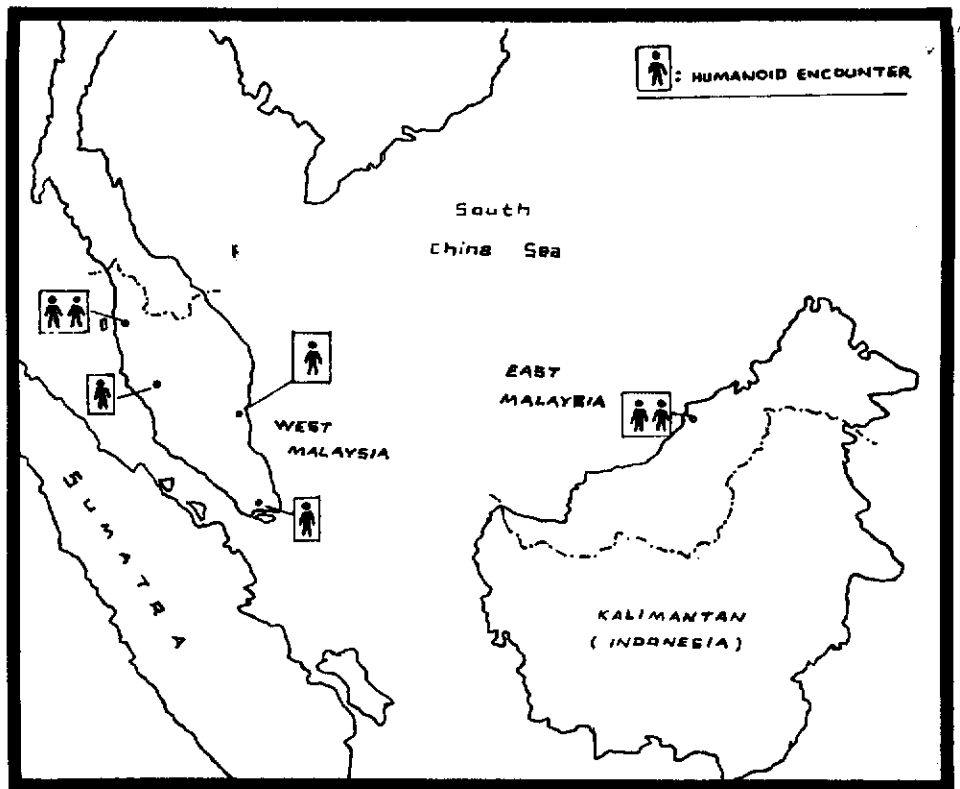 : HUMANOID ENCOUNTER
South
China Sea
EAST
MALAYSIA
WEST
MALAYSIA
SUMATRA
KALIMANTAN
(INDONESIA)